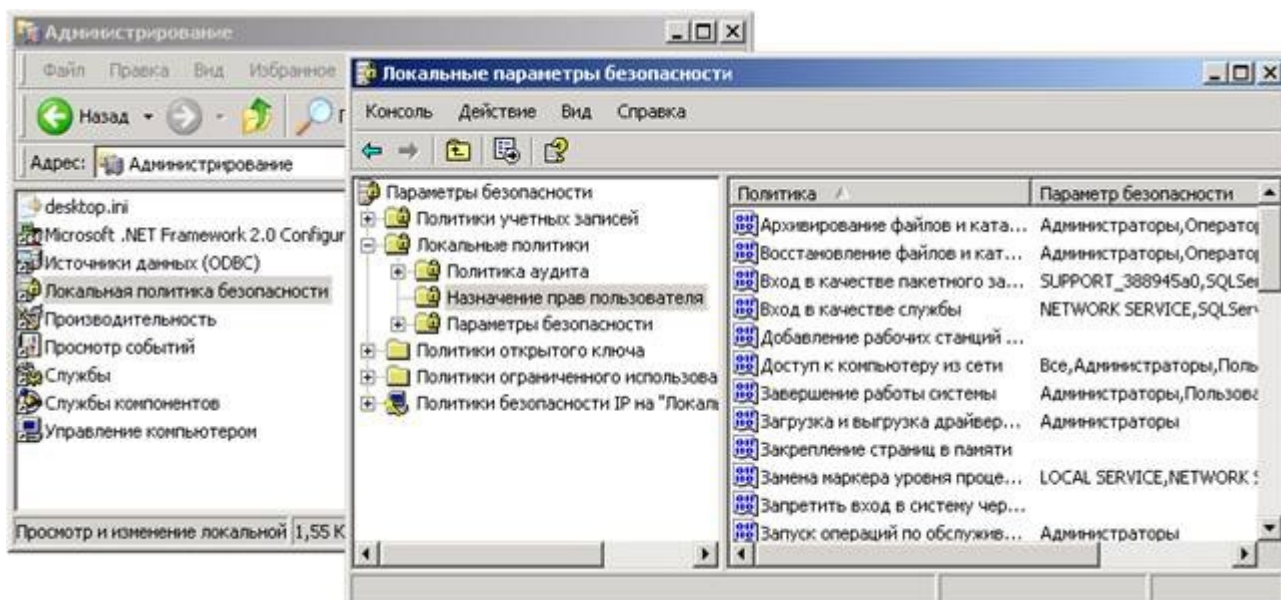 Администрирование
Файл Правка Вид Избранное
Назад
Адрес: Администрирование
desktop.ini
Microsoft .NET Framework 2.0 Configur
Источники данных (ODBC)
Локальная политика безопасности
Производительность
Просмотр событий
Службы
Службы компонентов
Управление компьютером
Просмотр и изменение локальной 1,55 К
Локальные параметры безопасности
Консоль Действие Вид Справка
Параметры безопасности
Политики учетных записей
Локальные политики
Политика аудита
Назначение прав пользователя
Параметры безопасности
Политики открытого ключа
Политики ограниченного использова
Политики безопасности IP на "Локал
Политика Параметр безопасности
Архивирование файлов и ката... Администраторы,Оператор
Восстановление файлов и кат... Администраторы,Оператор
Вход в качестве пакетного за... SUPPORT_388945a0,SQLSer
Вход в качестве службы NETWORK SERVICE,SQLServ
Добавление рабочих станций ...
Доступ к компьютеру из сети Все,Администраторы,Поль
Завершение работы системы Администраторы,Пользова
Загрузка и выгрузка драйвер... Администраторы
Закрепление страниц в памяти
Замена маркера уровня проце... LOCAL SERVICE,NETWORK S
Запретить вход в систему чер...
Запуск операций по обслужив... Администраторы